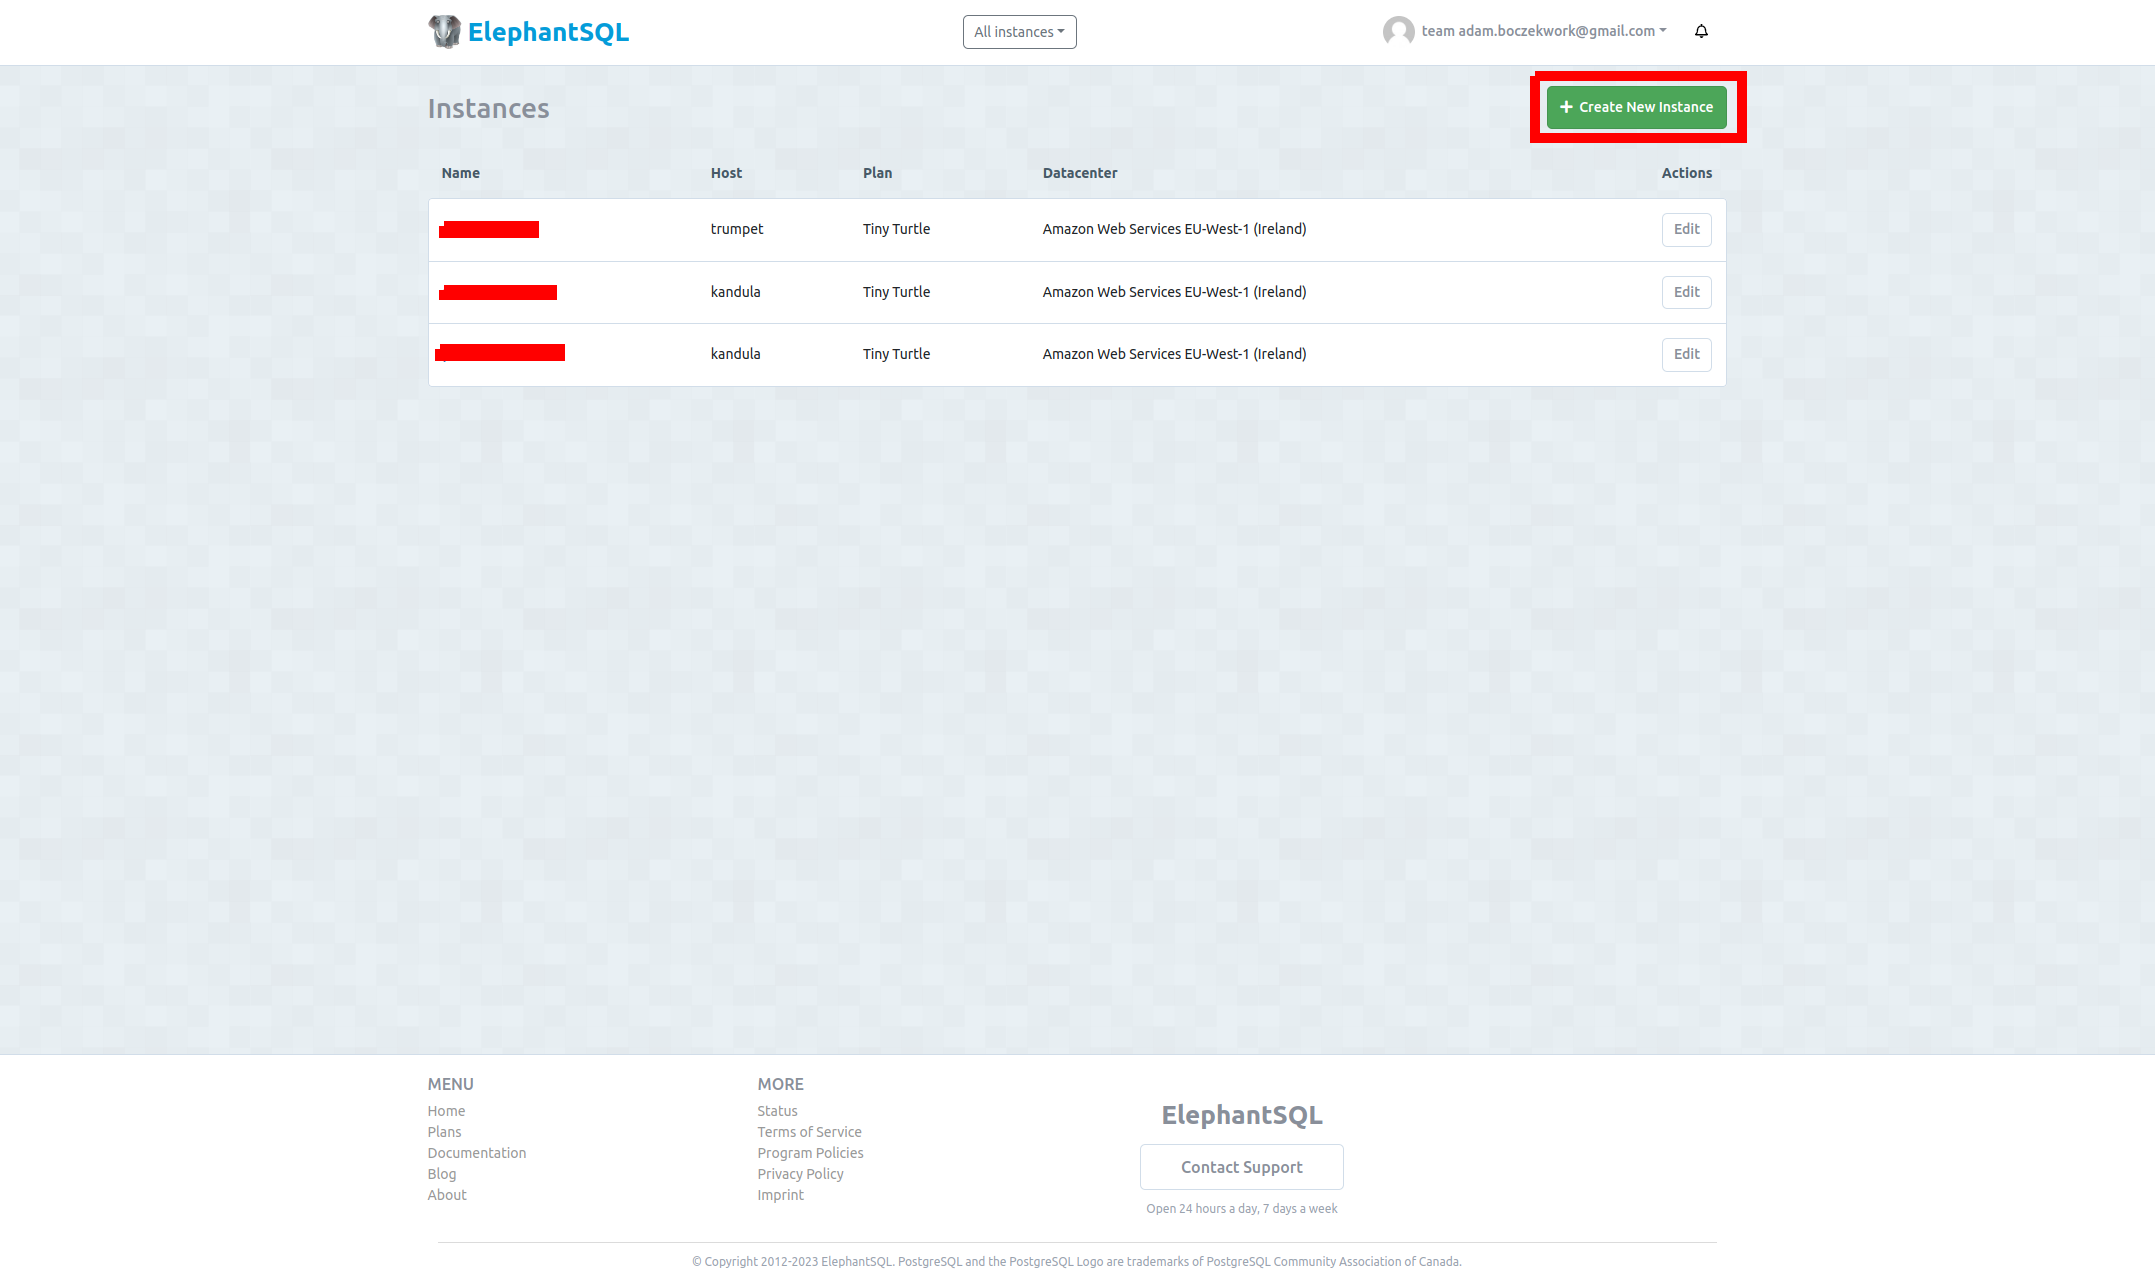 ElephantSQL
All instances
team adam.boczekwork@gmail.com
Instances
Create New Instance
Name Host Plan Datacenter Actions
trumpet Tiny Turtle Amazon Web Services EU-West-1 (Ireland) Edit
kandula Tiny Turtle Amazon Web Services EU-West-1 (Ireland) Edit
kandula Tiny Turtle Amazon Web Services EU-West-1 (Ireland) Edit
MENU
Home
Plans
Documentation
Blog
About
MORE
Status
Terms of Service
Program Policies
Privacy Policy
Imprint
ElephantSQL
Contact Support
Open 24 hours a day, 7 days a week
© Copyright 2012-2023 ElephantSQL. PostgreSQL and the PostgreSQL Logo are trademarks of PostgreSQL Community Association of Canada.